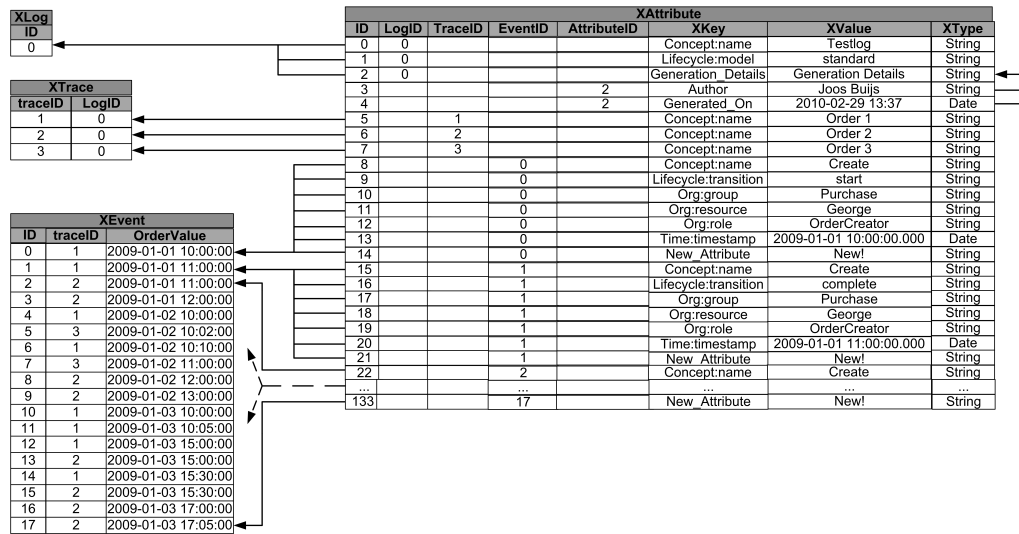 XLog
ID
0
XTrace
traceID LogID
1 0
2 0
3 0
XEvent
ID traceID OrderValue
0 1 2009-01-01 10:00:00
1 1 2009-01-01 11:00:00
2 2 2009-01-01 11:00:00
3 2 2009-01-01 12:00:00
4 1 2009-01-02 10:00:00
5 3 2009-01-02 10:02:00
6 1 2009-01-02 10:10:00
7 3 2009-01-02 11:00:00
8 2 2009-01-02 12:00:00
9 2 2009-01-02 13:00:00
10 1 2009-01-03 10:00:00
11 1 2009-01-03 10:05:00
12 1 2009-01-03 15:00:00
13 2 2009-01-03 15:00:00
14 1 2009-01-03 15:30:00
15 2 2009-01-03 15:30:00
16 2 2009-01-03 17:00:00
17 2 2009-01-03 17:05:00
XAttribute
ID LogID TraceID EventID AttributeID XKey XValue XType
0 0 Concept:name Testlog String
1 0 Lifecycle:model standard String
2 0 Generation_Details Generation Details String
3 2 Author Joos Buijs String
4 2 Generated_On 2010-02-29 13:37 Date
5 1 Concept:name Order 1 String
6 2 Concept:name Order 2 String
7 3 Concept:name Order 3 String
8 0 Concept:name Create String
9 0 Lifecycle:transition start String
10 0 Org:group Purchase String
11 0 Org:resource George String
12 0 Org:role OrderCreator String
13 0 Time:timestamp 2009-01-01 10:00:00.000 Date
14 0 New_Attribute New! String
15 1 Concept:name Create String
16 1 Lifecycle:transition complete String
17 1 Org:group Purchase String
18 1 Org:resource George String
19 1 Org:role OrderCreator String
20 1 Time:timestamp 2009-01-01 11:00:00.000 Date
21 1 New_Attribute New! String
22 2 Concept:name Create String
... ... ... ... ...
133 17 New_Attribute New! String